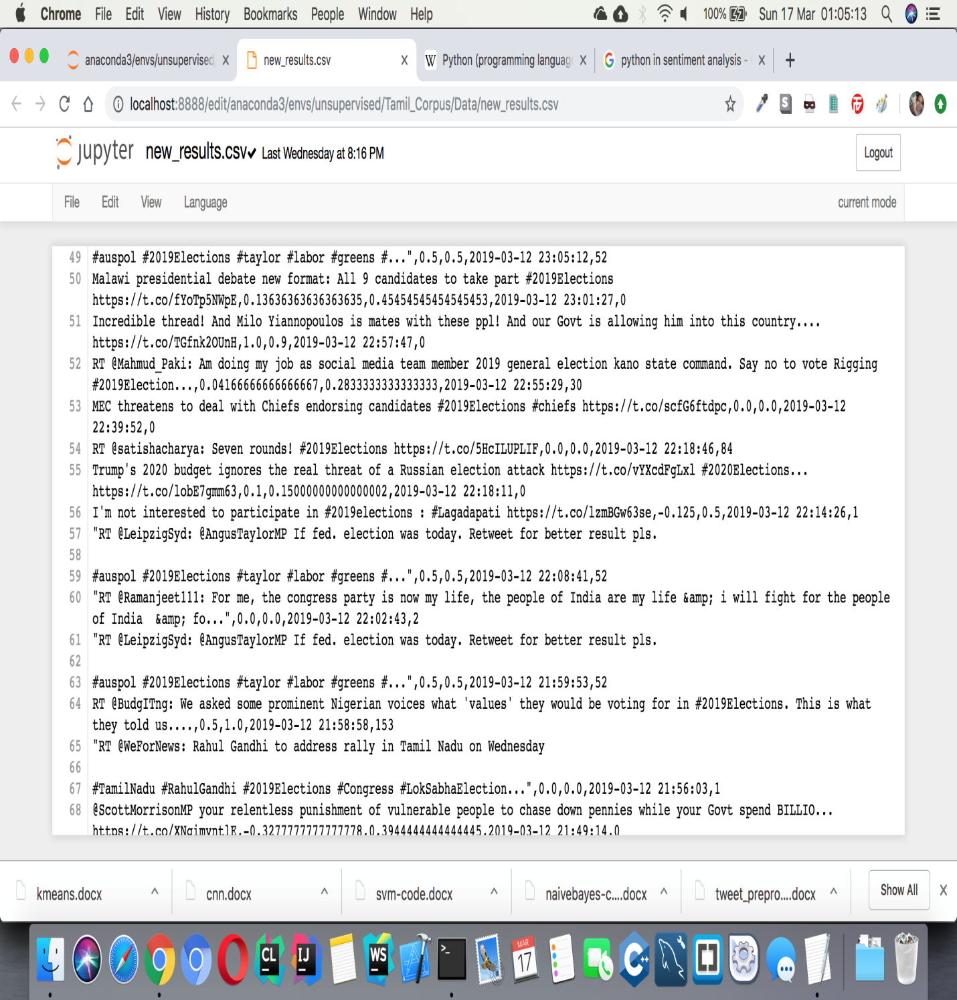 Chrome File Edit View History Bookmarks People Window Help 100% Sun 17 Mar 01:05:13
anaconda3/envs/unsupervised/ new_results.csv W Python (programming language python in sentiment analysis -
localhost:8888/edit/anaconda3/envs/unsupervised/Tamil_Corpus/Data/new_results.csv
jupyter new_results.csv Last Wednesday at 8:16 PM Logout
File Edit View Language current mode
49 #auspol #2019Elections #taylor #labor #greens #...",0.5,0.5,2019-03-12 23:05:12,52
50 Malawi presidential debate new format: All 9 candidates to take part #2019Elections
https://t.co/fYoTp5NWpE,0.13636363636363635,0.45454545454545453,2019-03-12 23:01:27,0
51 Incredible thread! And Milo Yiannopoulos is mates with these ppl! And our Govt is allowing him into this country....
https://t.co/TGfnk2OUnH,1.0,0.9,2019-03-12 22:57:47,0
52 RT @Mahmud_Paki: Am doing my job as social media team member 2019 general election kano state command. Say no to vote Rigging
#2019Election...,0.04166666666666667,0.2833333333333333,2019-03-12 22:55:29,30
53 MEC threatens to deal with Chiefs endorsing candidates #2019Elections #chiefs https://t.co/scfG6ftdpc,0.0,0.0,2019-03-12
22:39:52,0
54 RT @satishacharya: Seven rounds! #2019Elections https://t.co/5HcILUPLIF,0.0,0.0,2019-03-12 22:18:46,84
55 Trump's 2020 budget ignores the real threat of a Russian election attack https://t.co/vYXcdFgLxl #2020Elections...
https://t.co/lobE7gmm63,0.1,0.15000000000000002,2019-03-12 22:18:11,0
56 I'm not interested to participate in #2019elections : #Lagadapati https://t.co/lzmBGw63se,-0.125,0.5,2019-03-12 22:14:26,1
57 "RT @LeipzigSyd: @AngusTaylorMP If fed. election was today. Retweet for better result pls.
58
59 #auspol #2019Elections #taylor #labor #greens #...",0.5,0.5,2019-03-12 22:08:41,52
60 "RT @Ramanjeet111: For me, the congress party is now my life, the people of India are my life &amp; i will fight for the people
of India  &amp; fo...",0.0,0.0,2019-03-12 22:02:43,2
61 "RT @LeipzigSyd: @AngusTaylorMP If fed. election was today. Retweet for better result pls.
62
63 #auspol #2019Elections #taylor #labor #greens #...",0.5,0.5,2019-03-12 21:59:53,52
64 RT @BudgITng: We asked some prominent Nigerian voices what 'values' they would be voting for in #2019Elections. This is what
they told us....,0.5,1.0,2019-03-12 21:58:58,153
65 "RT @WeForNews: Rahul Gandhi to address rally in Tamil Nadu on Wednesday
66
67 #TamilNadu #RahulGandhi #2019Elections #Congress #LokSabhaElection...",0.0,0.0,2019-03-12 21:56:03,1
68 @ScottMorrisonMP your relentless punishment of vulnerable people to chase down pennies while your Govt spend BILLIO...
https://t.co/XNgimvntlE,-0.3277777777777778,0.3944444444444445,2019-03-12 21:49:14,0
kmeans.docx cnn.docx svm-code.docx naivebayes-c....docx tweet_prepro....docx Show All
CL IJ WS >_ MAR 17 C++